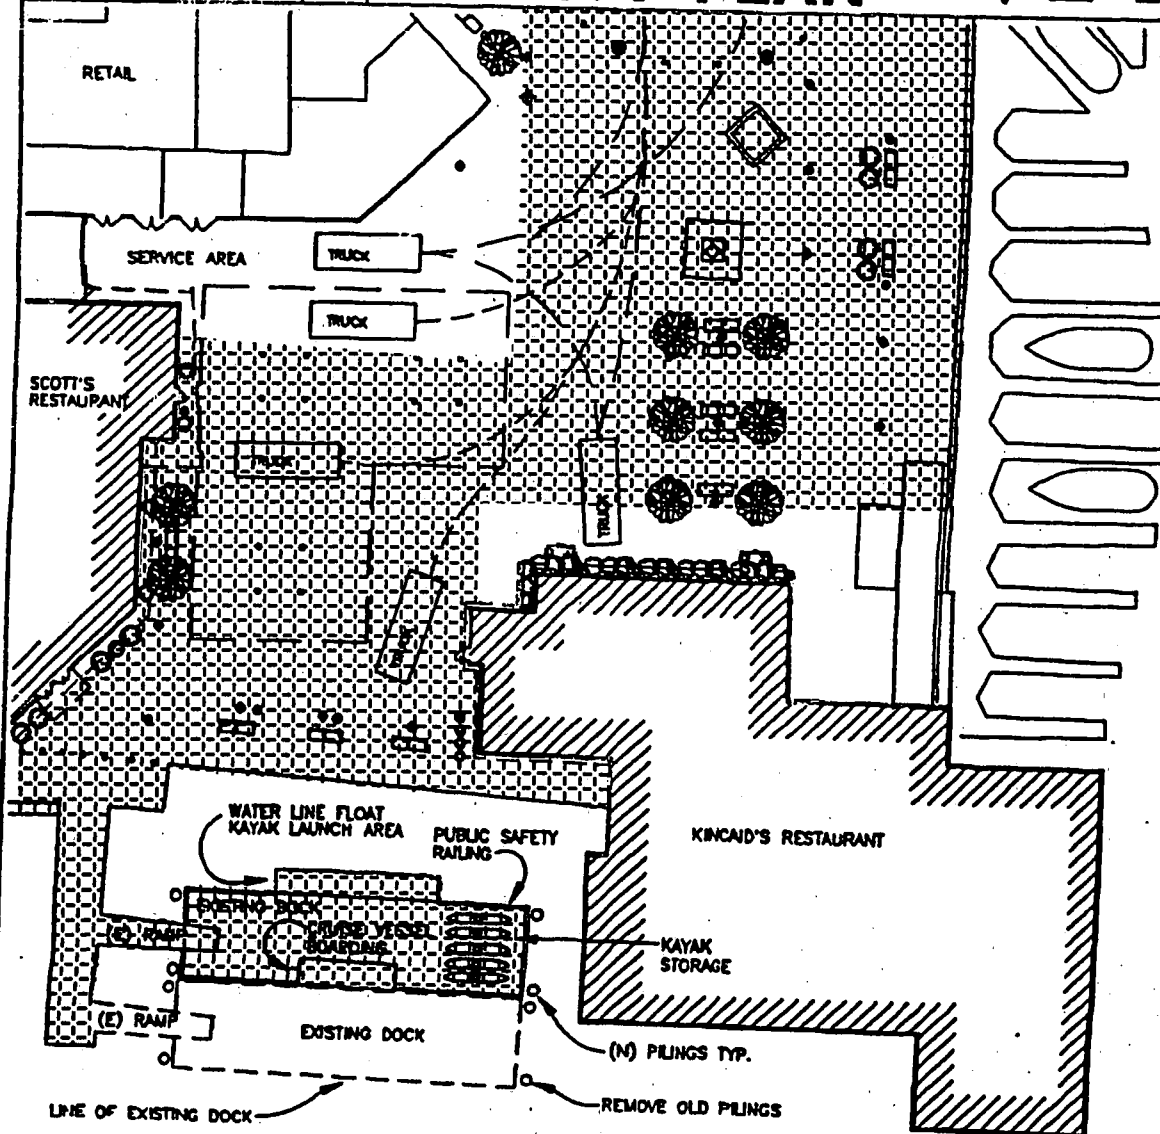 RETAIL
SERVICE AREA
TRUCK
TRUCK
SCOTT'S
RESTAURANT
TRUCK
TRUCK
TRUCK
WATER LINE FLOAT
KAYAK LAUNCH AREA
PUBLIC SAFETY
RAILING
KINCAID'S RESTAURANT
EXISTING DOCK
CRUISE VESSEL
BOARDING
(E) RAMP
KAYAK
STORAGE
(E) RAMP
EXISTING DOCK
(N) PILINGS TYP.
LINE OF EXISTING DOCK
REMOVE OLD PILINGS